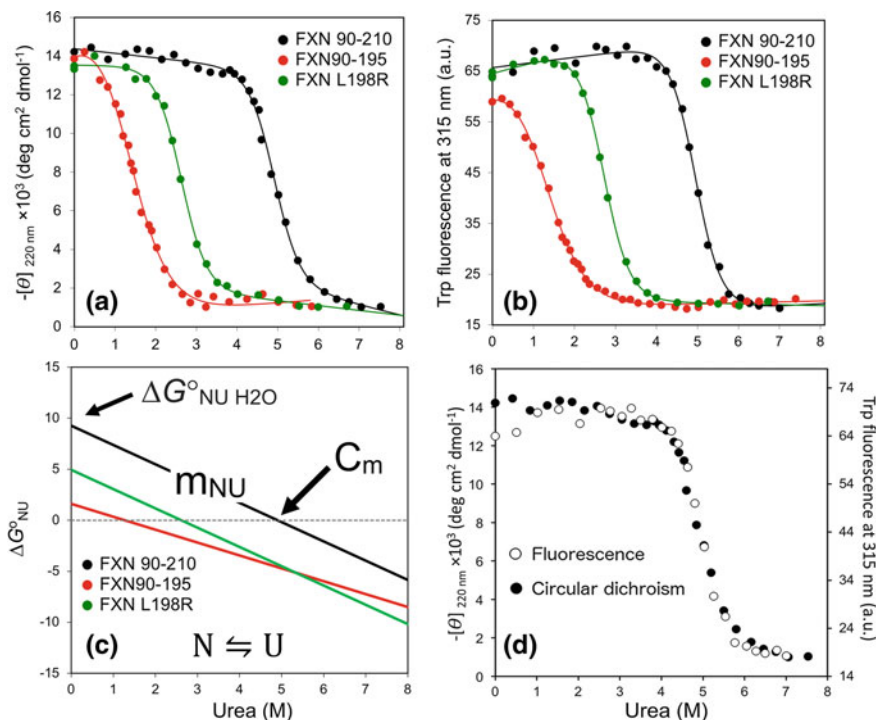 16
14
12
10
8
6
4
2
0
-[θ] 220 nm ×10³ (deg cm² dmol⁻¹)
FXN 90-210
FXN90-195
FXN L198R
(a)
0 1 2 3 4 5 6 7 8
75
65
55
45
35
25
15
Trp fluorescence at 315 nm (a.u.)
FXN 90-210
FXN90-195
FXN L198R
(b)
0 1 2 3 4 5 6 7 8
15
10
5
0
-5
-10
-15
ΔG°NU
ΔG°NU H2O
mNU
Cm
FXN 90-210
FXN90-195
FXN L198R
(c)
N ⇋ U
0 1 2 3 4 5 6 7 8
Urea (M)
16
14
12
10
8
6
4
2
0
-[θ] 220 nm ×10³ (deg cm² dmol⁻¹)
Fluorescence
Circular dichroism
(d)
72
64
56
48
38
28
18
14
Trp fluorescence at 315 nm (a.u.)
0 1 2 3 4 5 6 7 8
Urea (M)